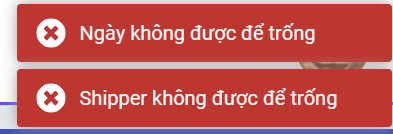 Ngày không được để trống
Shipper không được để trống